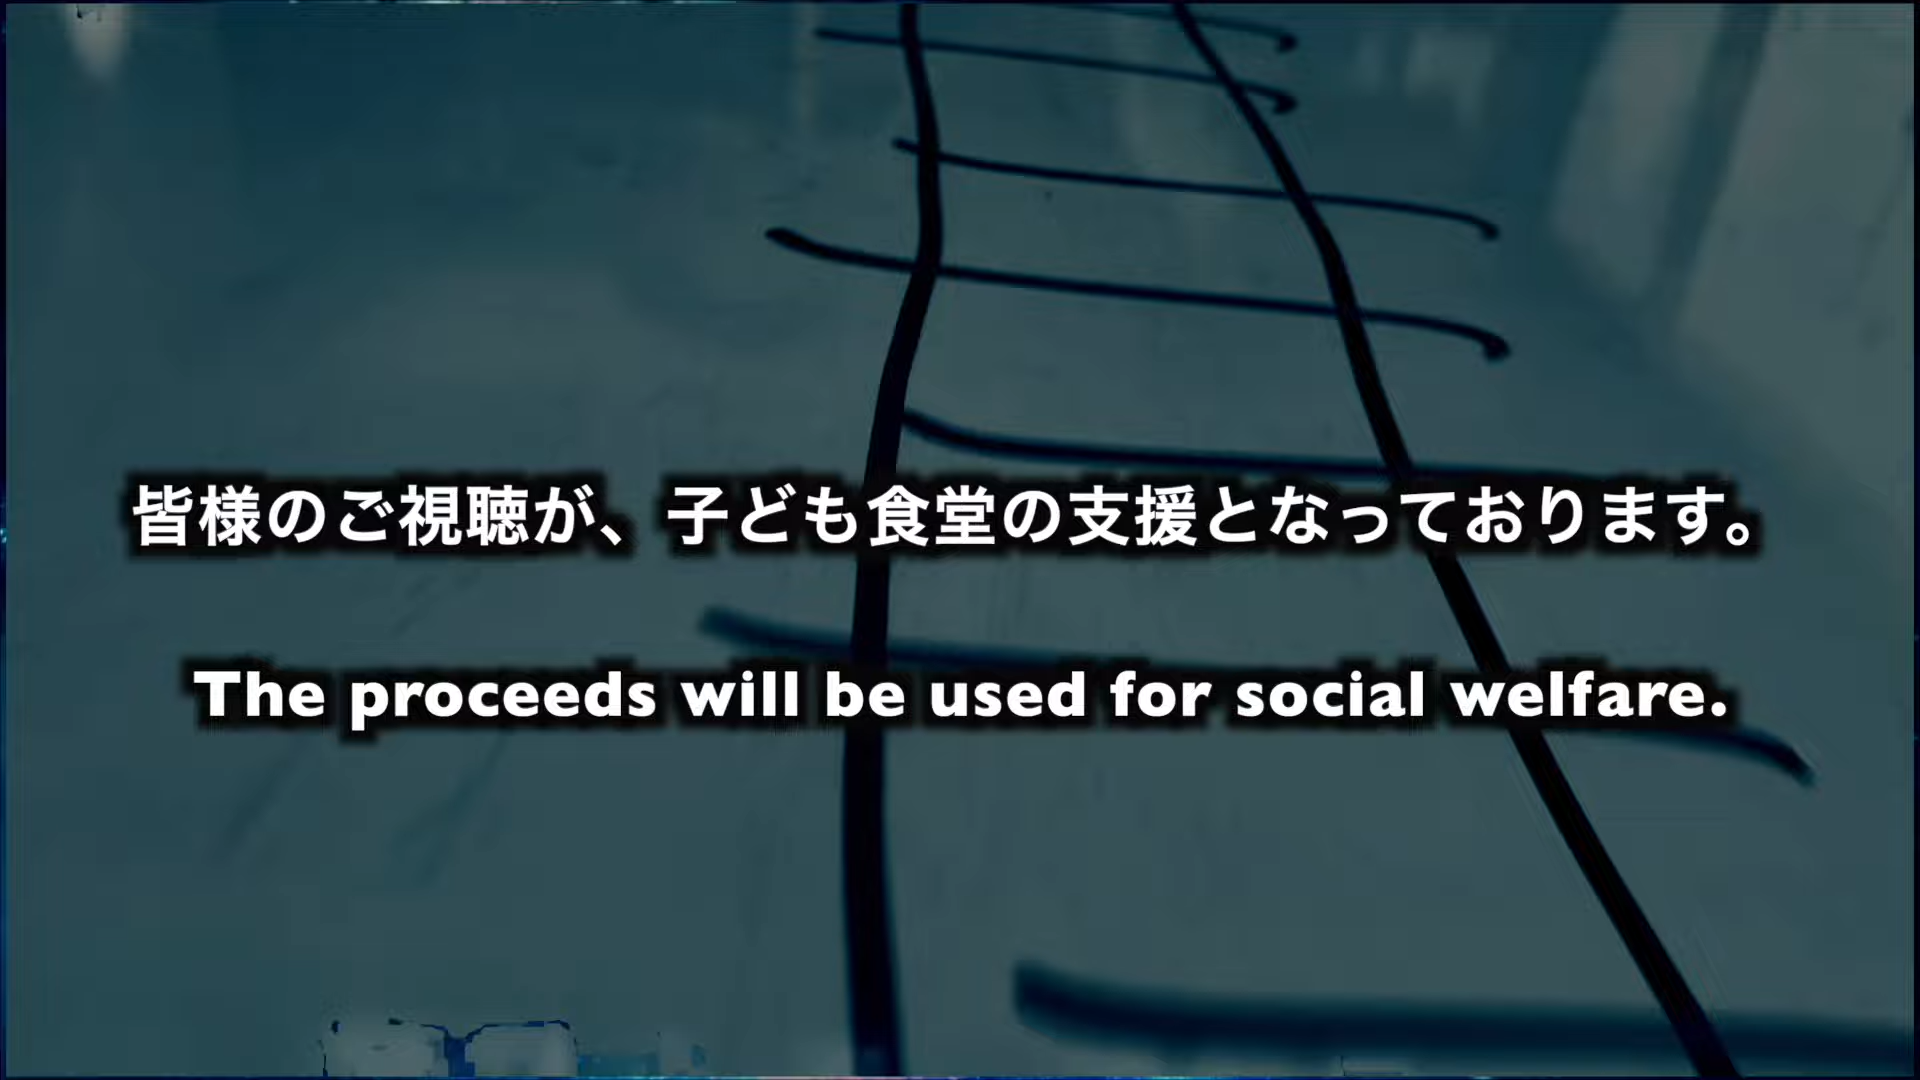 皆様のご視聴が、子ども食堂の支援となっております。
The proceeds will be used for social welfare.